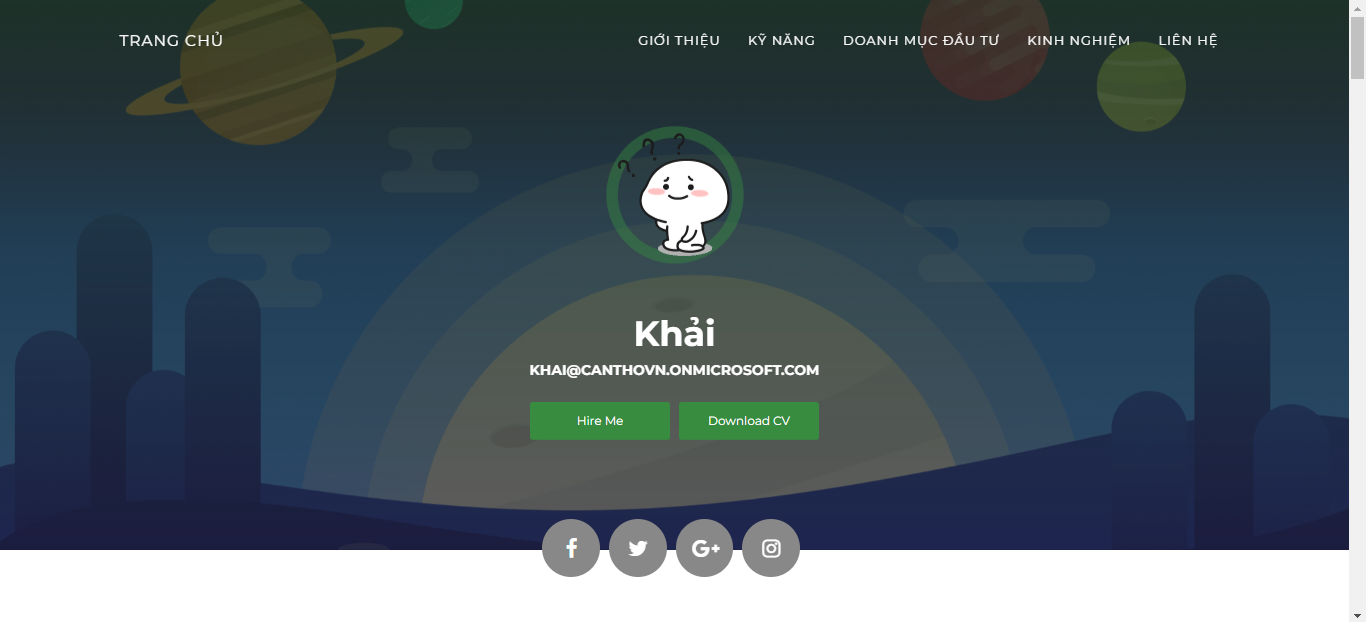 TRANG CHỦ
GIỚI THIỆU KỸ NĂNG DOANH MỤC ĐẦU TƯ KINH NGHIỆM LIÊN HỆ
? ? ?
Khải
KHAI@CANTHOVN.ONMICROSOFT.COM
Hire Me Download CV